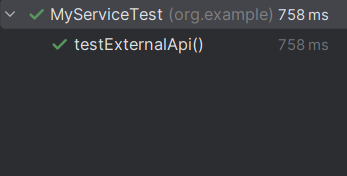 MyServiceTest (org.example) 758 ms
testExternalApi() 758 ms